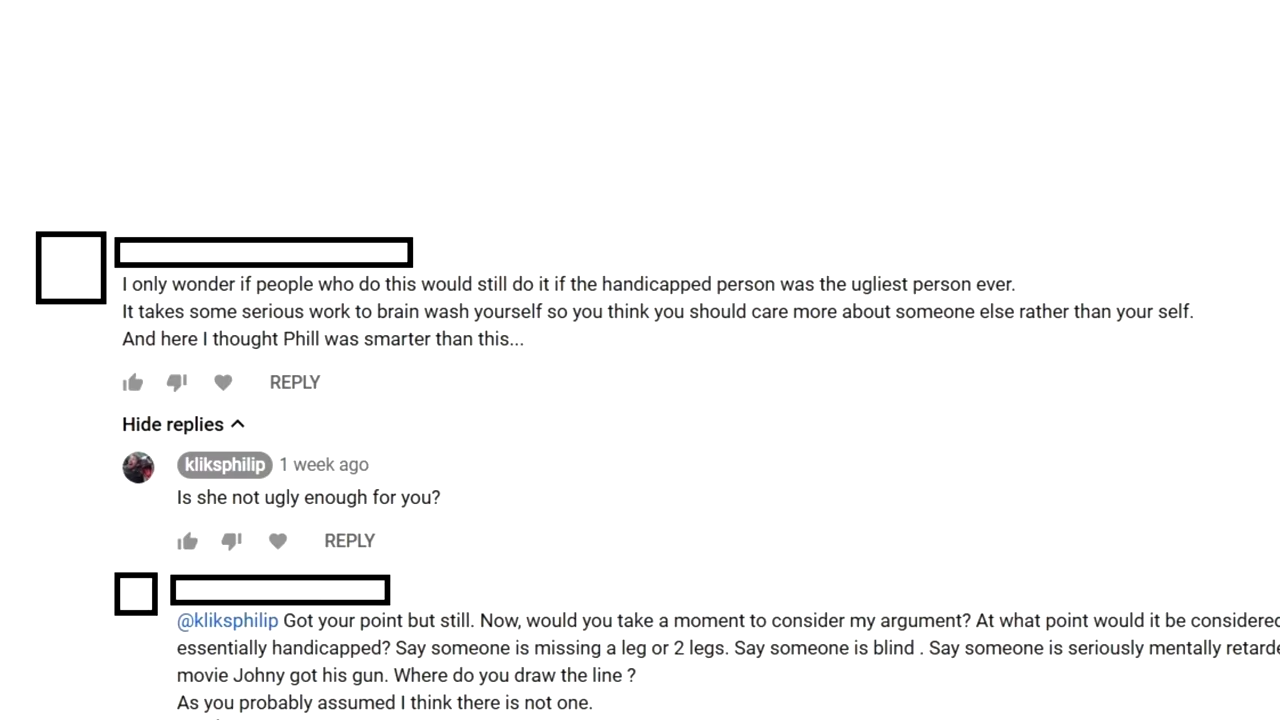 I only wonder if people who do this would still do it if the handicapped person was the ugliest person ever.
It takes some serious work to brain wash yourself so you think you should care more about someone else rather than your self.
And here I thought Phill was smarter than this...
REPLY
Hide replies
kliksphilip 1 week ago
Is she not ugly enough for you?
REPLY
@kliksphilip Got your point but still. Now, would you take a moment to consider my argument? At what point would it be considered
essentially handicapped? Say someone is missing a leg or 2 legs. Say someone is blind . Say someone is seriously mentally retarde
movie Johny got his gun. Where do you draw the line ?
As you probably assumed I think there is not one.